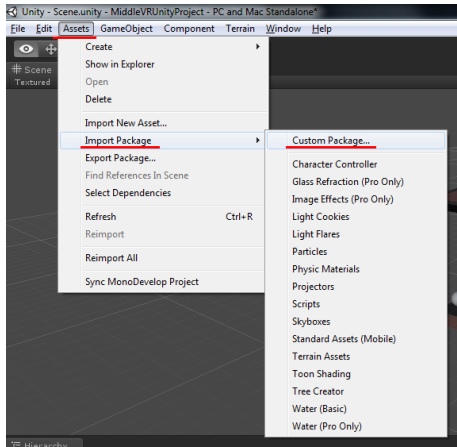 Unity - Scene.unity - MiddleVRUnityProject - PC and Mac Standalone*
File Edit Assets GameObject Component Terrain Window Help
Scene
Textured
Create
Show in Explorer
Open
Delete
Import New Asset...
Import Package
Export Package...
Find References In Scene
Select Dependencies
Refresh Ctrl+R
Reimport
Reimport All
Sync MonoDevelop Project
Custom Package...
Character Controller
Glass Refraction (Pro Only)
Image Effects (Pro Only)
Light Cookies
Light Flares
Particles
Physic Materials
Projectors
Scripts
Skyboxes
Standard Assets (Mobile)
Terrain Assets
Toon Shading
Tree Creator
Water (Basic)
Water (Pro Only)
Hierarchy